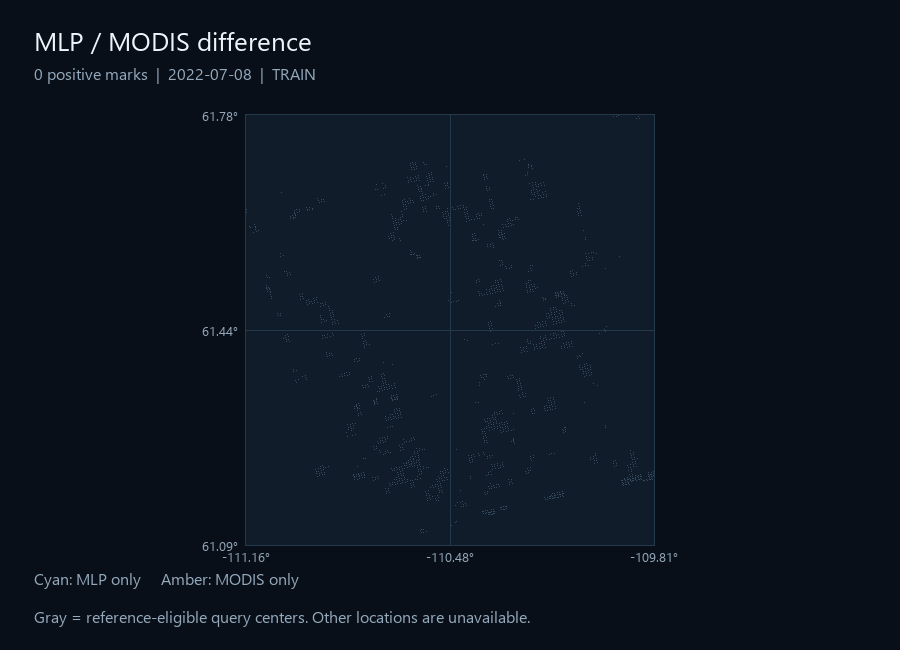 MLP / MODIS difference
0 positive marks | 2022-07-08 | TRAIN
61.78°
61.44°
61.09°
-111.16° -110.48° -109.81°
Cyan: MLP only Amber: MODIS only
Gray = reference-eligible query centers. Other locations are unavailable.